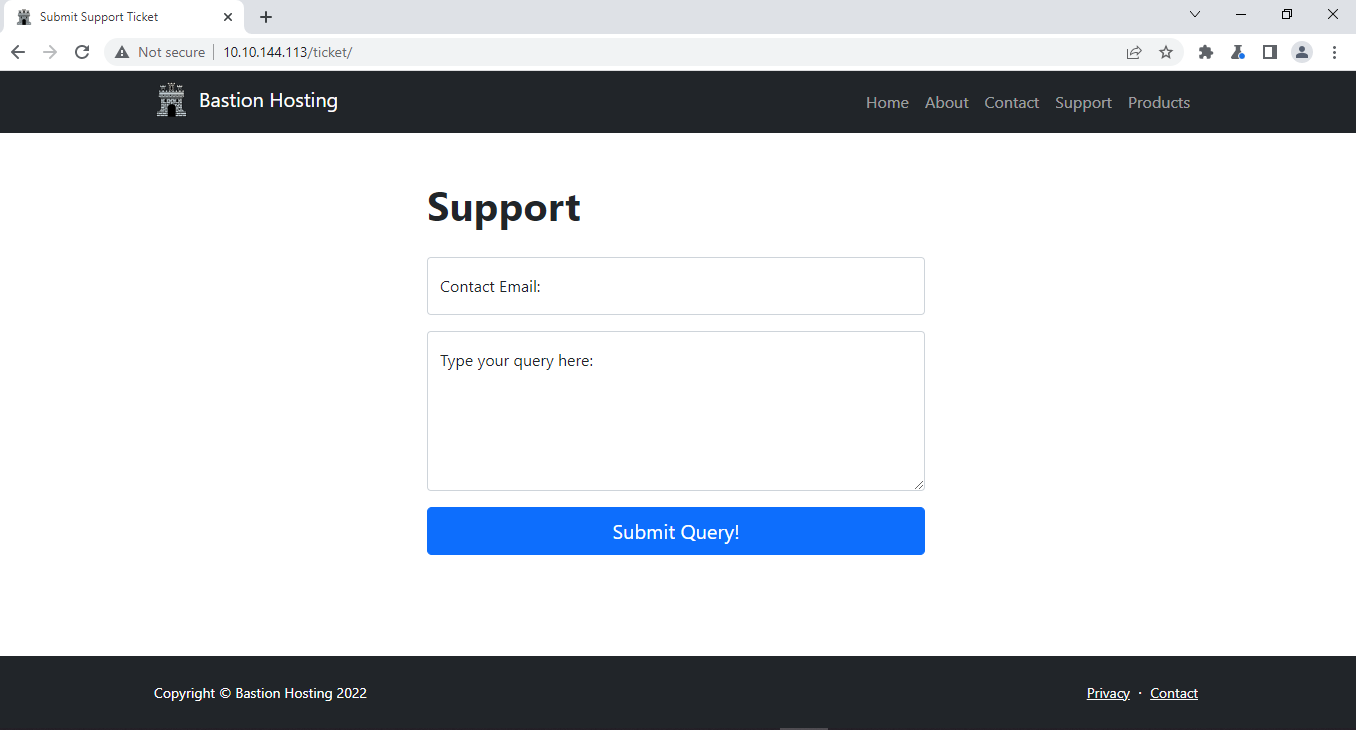 Submit Support Ticket
Not secure 10.10.144.113/ticket/
Bastion Hosting Home About Contact Support Products
Support
Contact Email:
Type your query here:
Submit Query!
Copyright © Bastion Hosting 2022 Privacy · Contact